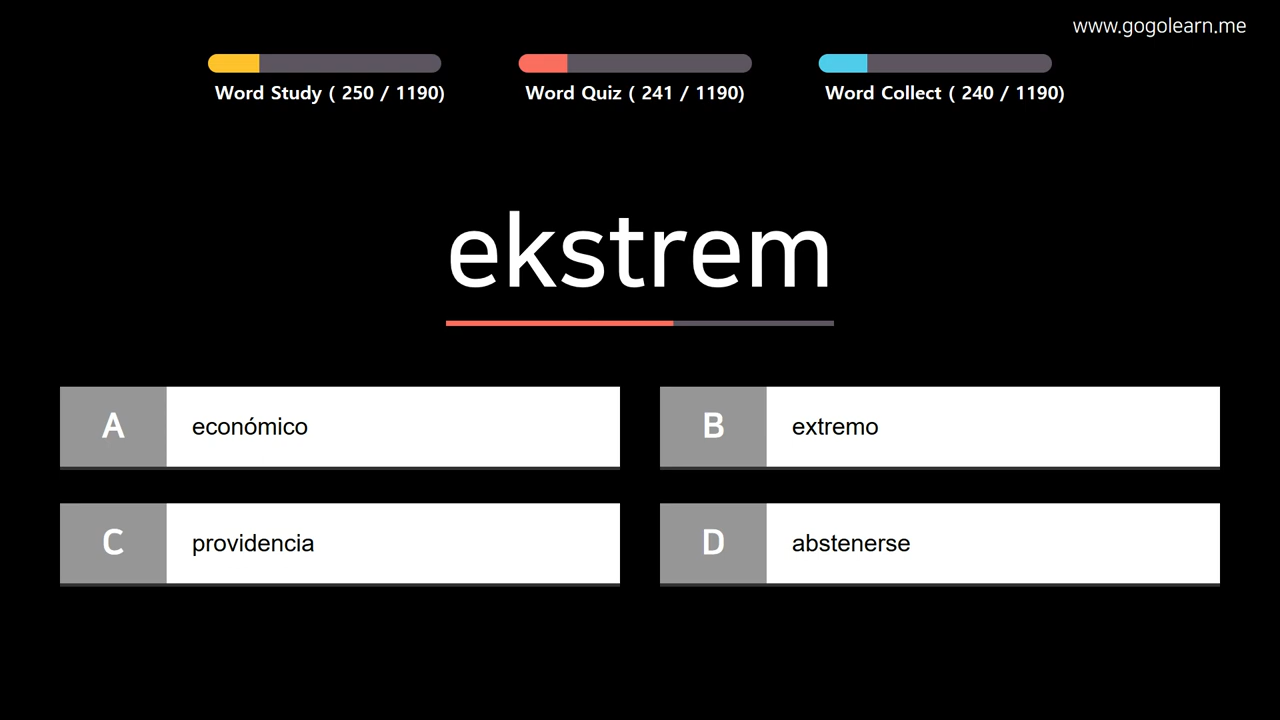 www.gogolearn.me
Word Study ( 250 / 1190)
Word Quiz ( 241 / 1190)
Word Collect ( 240 / 1190)
ekstrem
A económico
B extremo
C providencia
D abstenerse